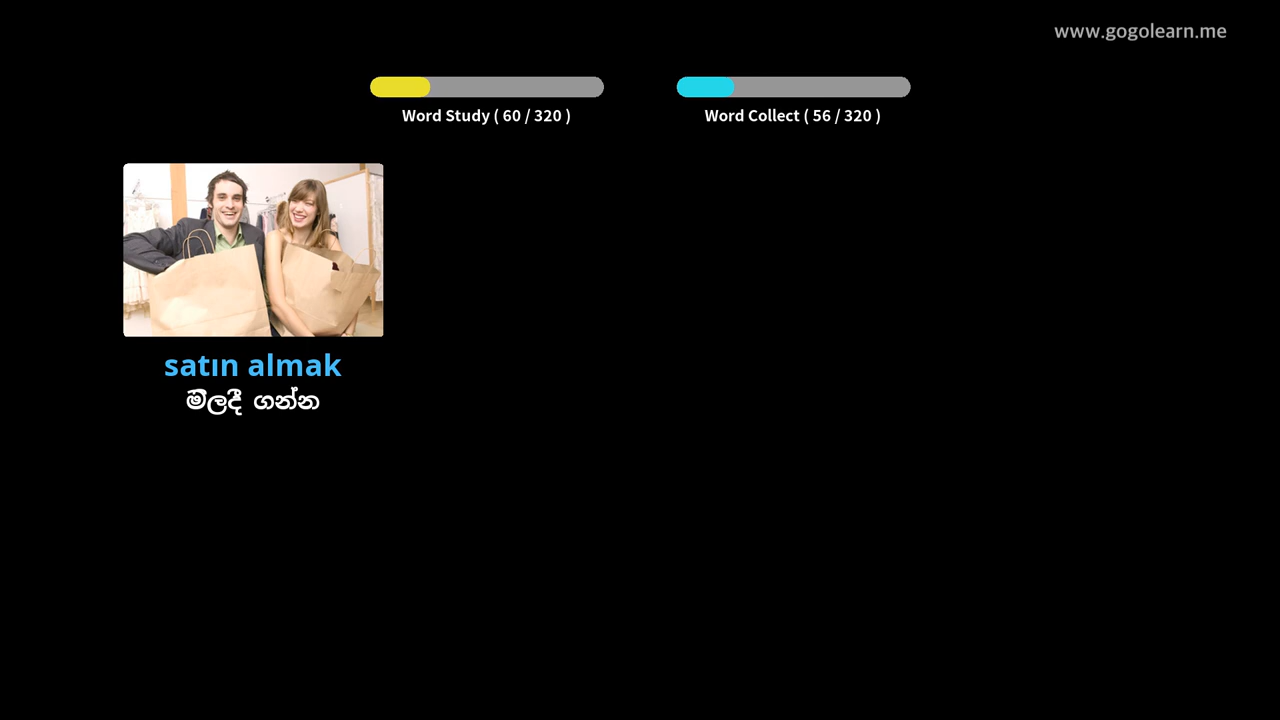 www.gogolearn.me
Word Study ( 60 / 320 )
Word Collect ( 56 / 320 )
satın almak
මිලදී ගන්න